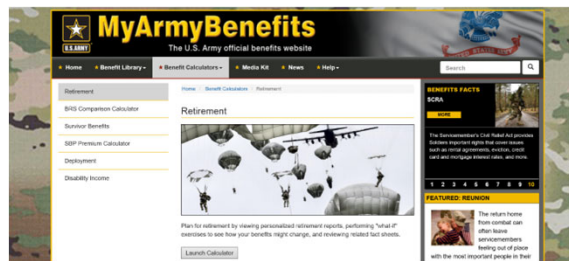 MyArmyBenefits
U.S.ARMY
The U.S. Army official benefits website
Home
Benefit Library
Benefit Calculators
Media Kit
News
Help
Search
Retirement
BRS Comparison Calculator
Survivor Benefits
SBP Premium Calculator
Deployment
Disability Income
Home
Benefit Calculators
Retirement
Retirement
Plan for retirement by viewing personalized retirement reports, performing "what-if"
exercises to see how your benefits might change, and reviewing related fact sheets.
Launch Calculator
BENEFITS FACTS
SCRA
MORE
The Servicemember's Civil Relief Act provides
Soldiers important rights that cover issues
such as rental agreements, eviction, credit
card and mortgage interest rates, and more.
1 2 3 4 5 6 7 8 9 10
FEATURED: REUNION
The return home
from combat can
often leave
servicemembers
feeling out of place
with the most important people in their